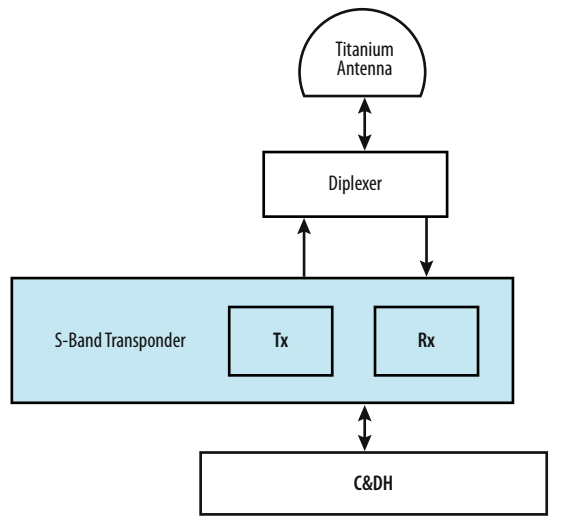 Titanium
Antenna
Diplexer
S-Band Transponder
Tx
Rx
C&DH